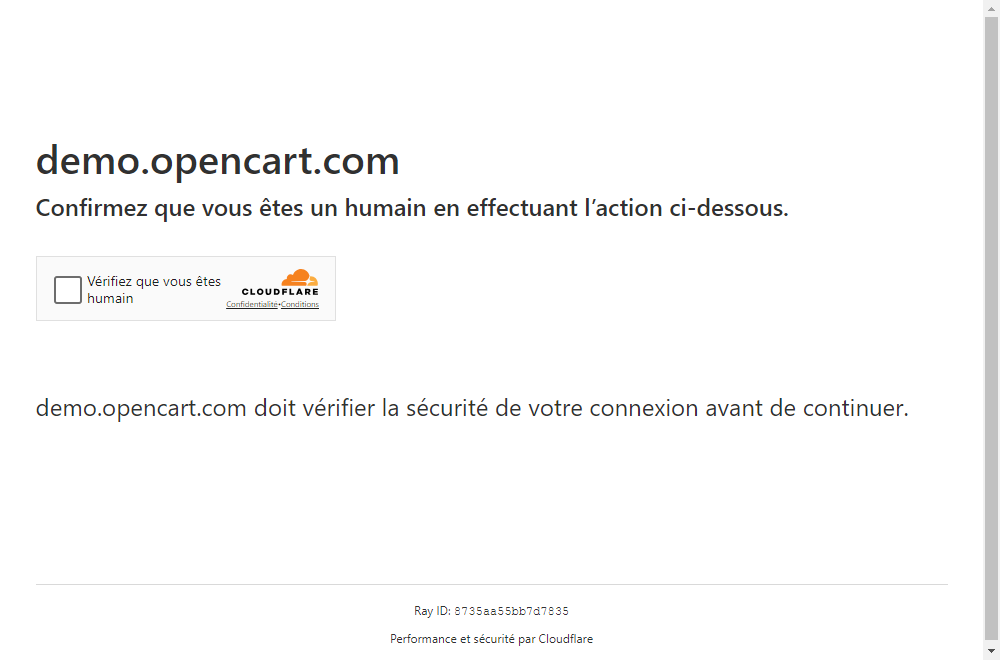 demo.opencart.com
Confirmez que vous êtes un humain en effectuant l’action ci-dessous.
Vérifiez que vous êtes
humain
CLOUDFLARE
Confidentialité•Conditions
demo.opencart.com doit vérifier la sécurité de votre connexion avant de continuer.
Ray ID: 8735aa55bb7d7835
Performance et sécurité par Cloudflare